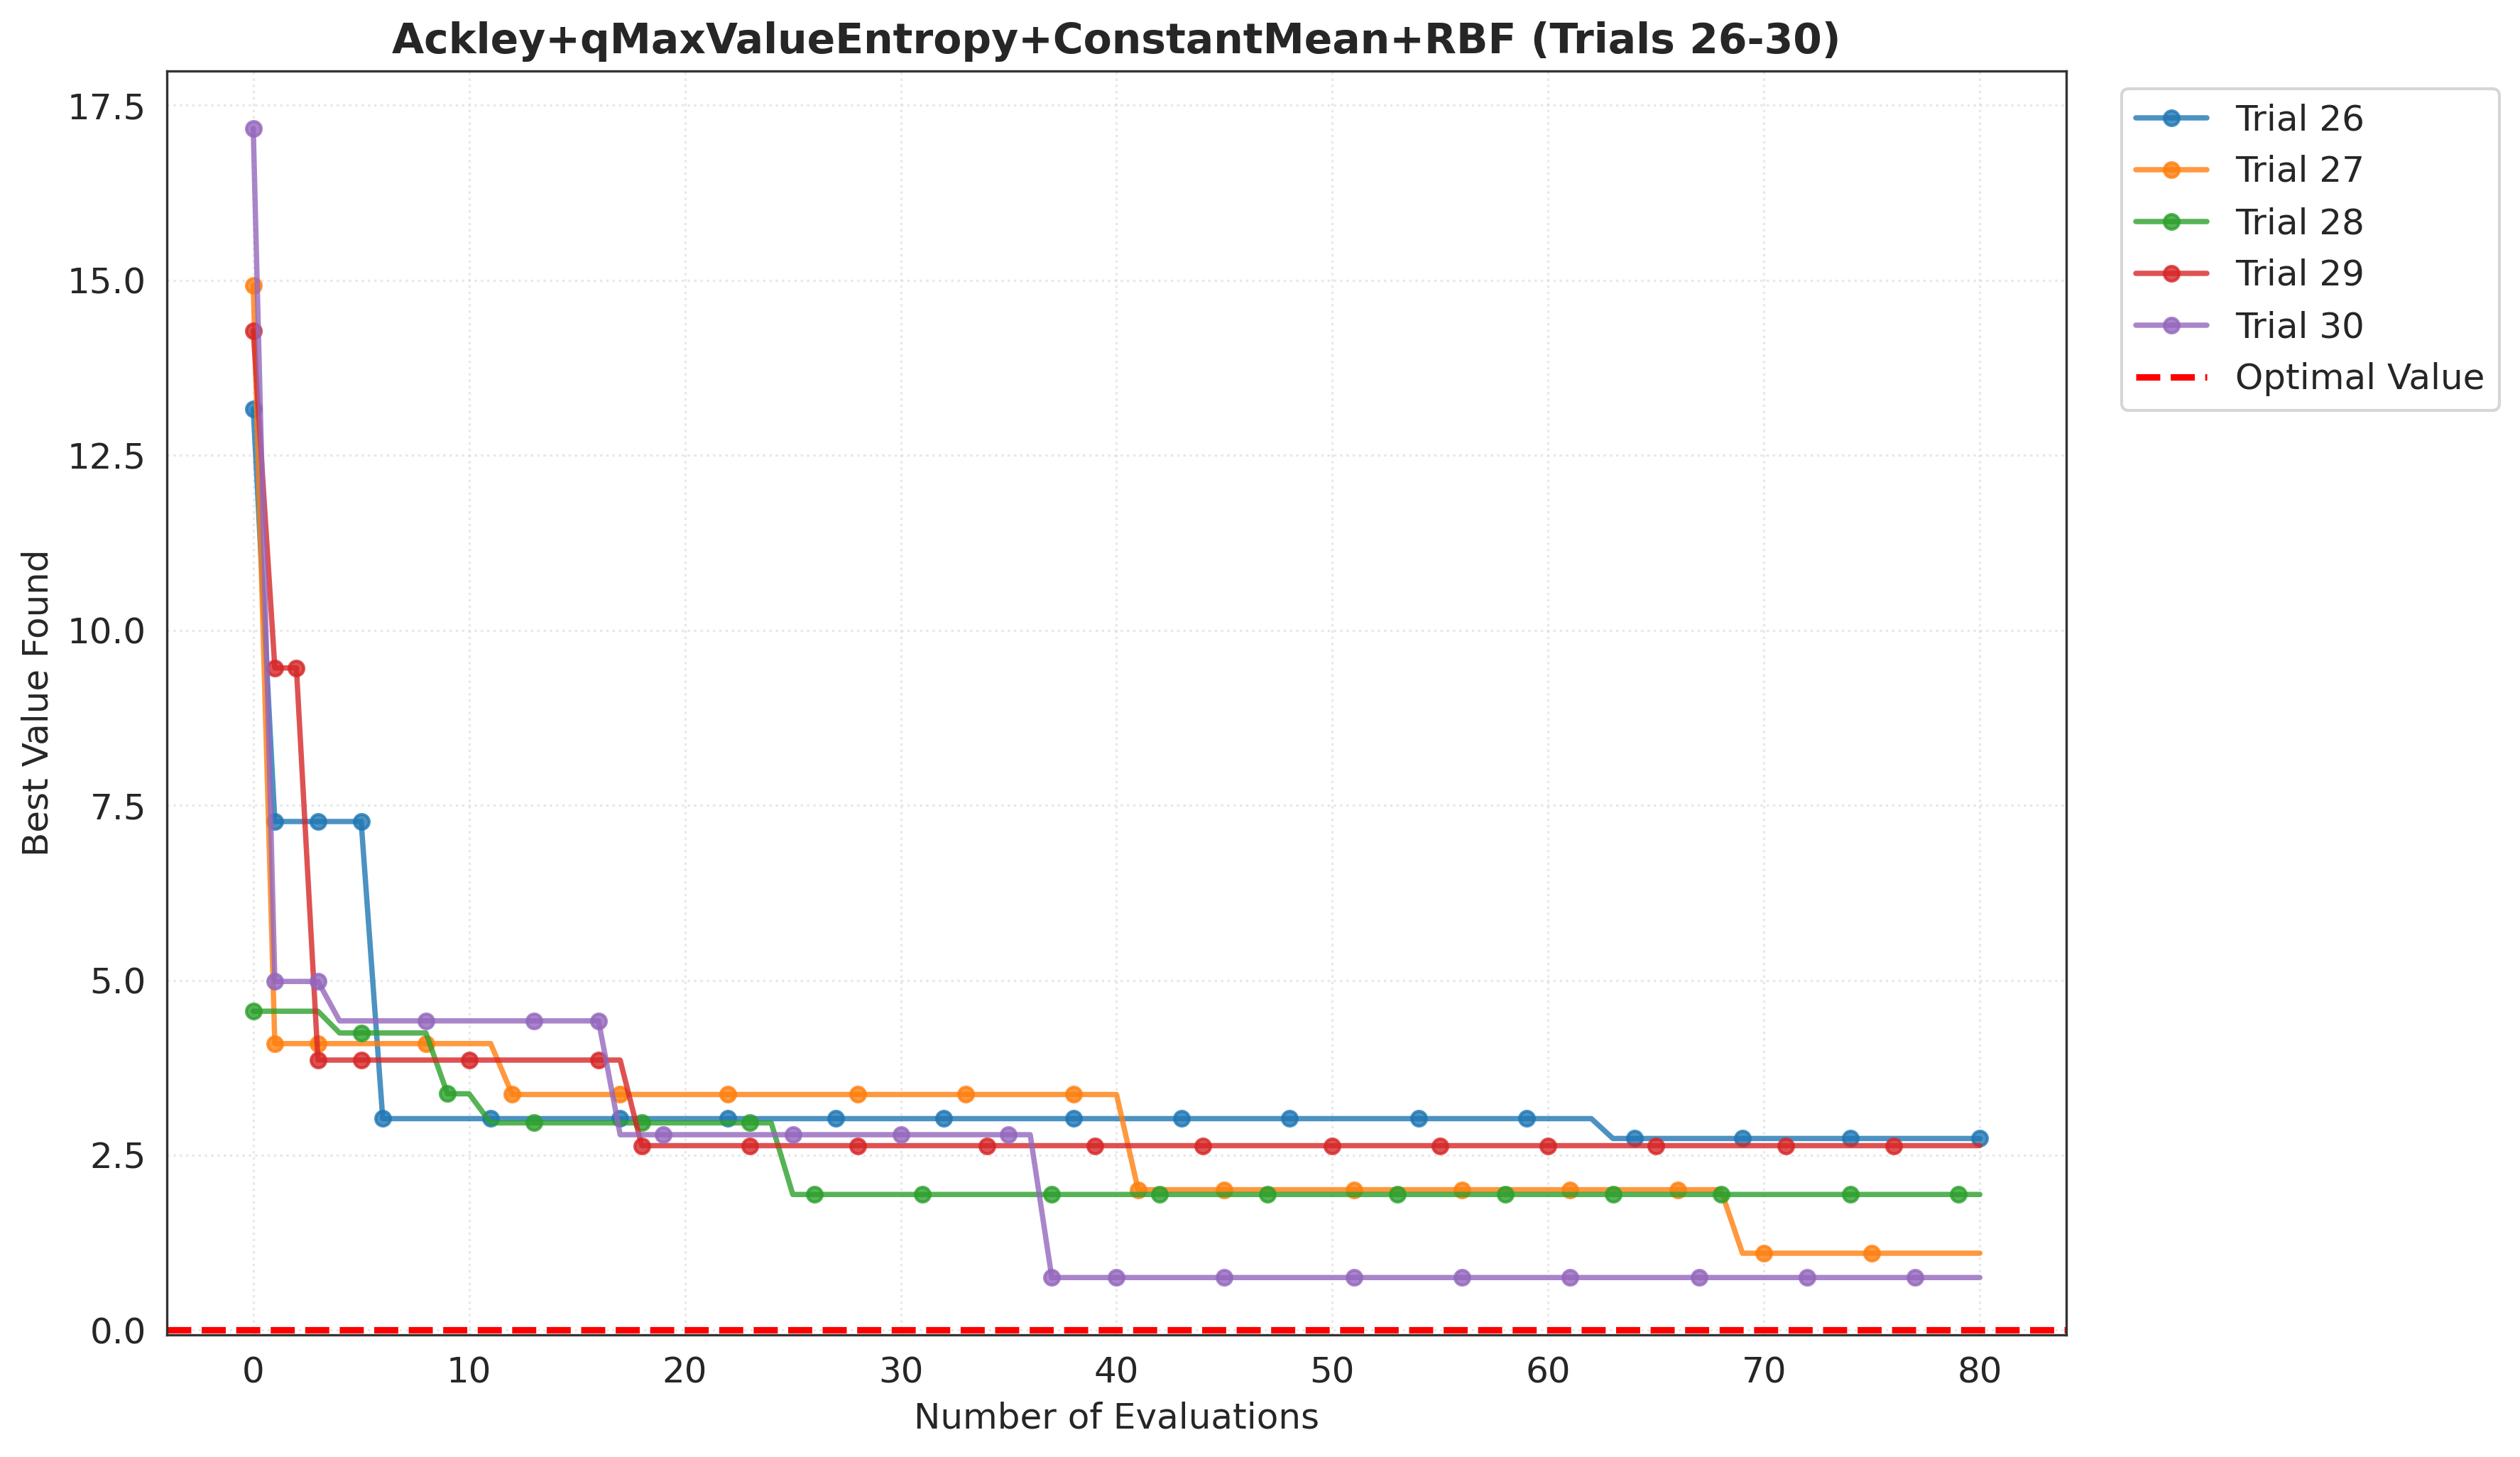 Ackley+qMaxValueEntropy+ConstantMean+RBF (Trials 26-30)
17.5
15.0
12.5
10.0
7.5
5.0
2.5
0.0
Best Value Found
0 10 20 30 40 50 60 70 80
Number of Evaluations
Trial 26
Trial 27
Trial 28
Trial 29
Trial 30
Optimal Value